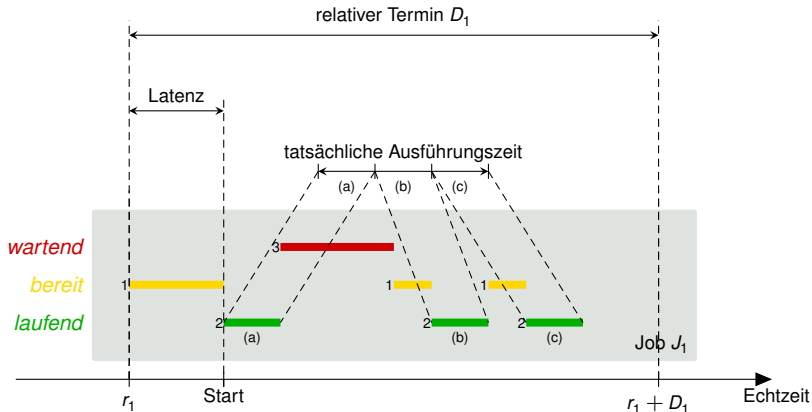 relativer Termin D₁
Latenz
tatsächliche Ausführungszeit
(a) (b) (c)
wartend 3
bereit 1 1 1
laufend 2 2 2
(a) (b) (c)
Job J₁
r₁ Start r₁ + D₁ Echtzeit